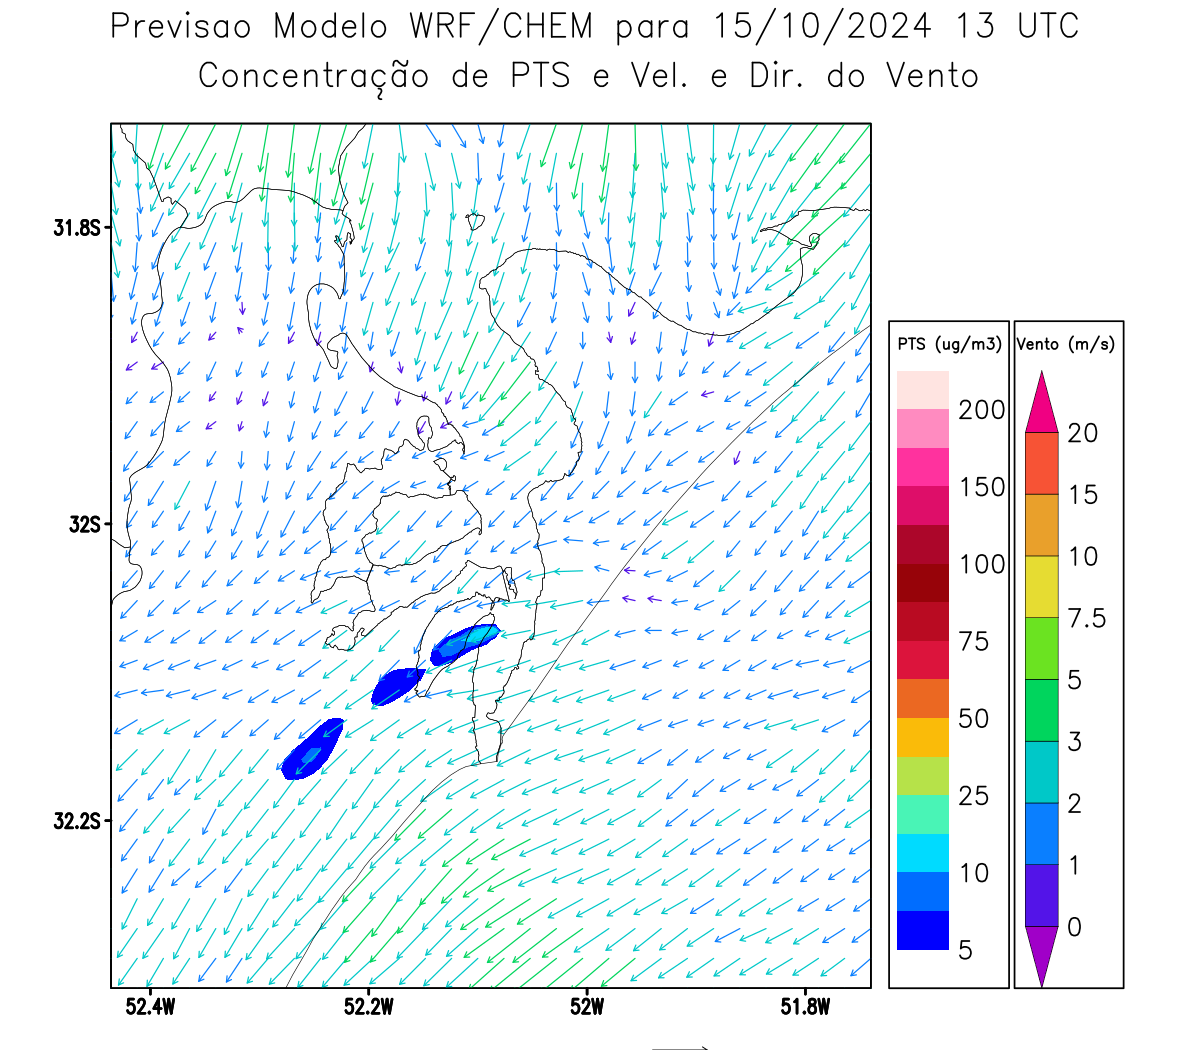 Previsao Modelo WRF/CHEM para 15/10/2024 13 UTC
Concentração de PTS e Vel. e Dir. do Vento
31.8S
32S
32.2S
52.4W 52.2W 52W 51.8W
PTS (ug/m3)
200
150
100
75
50
25
10
5
Vento (m/s)
20
15
10
7.5
5
3
2
1
0